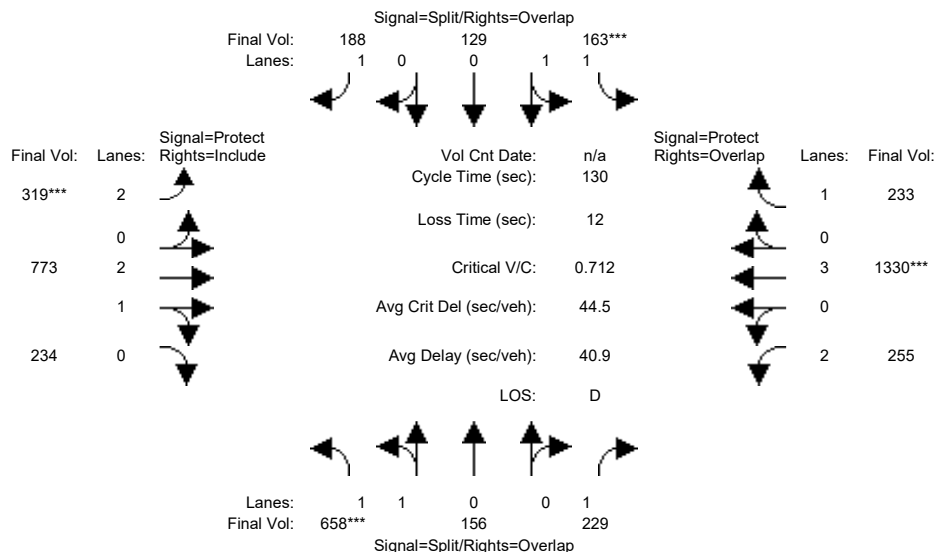 Signal=Split/Rights=Overlap
Final Vol: 188 129 163***
Lanes: 1 0 0 1 1
Signal=Protect Signal=Protect
Final Vol: Lanes: Rights=Include Vol Cnt Date: n/a Rights=Overlap Lanes: Final Vol:
Cycle Time (sec): 130
319*** 2 1 233
Loss Time (sec): 12
0 0
773 2 Critical V/C: 0.712 3 1330***
1 Avg Crit Del (sec/veh): 44.5 0
234 0 Avg Delay (sec/veh): 40.9 2 255
LOS: D
Lanes: 1 1 0 0 1
Final Vol: 658*** 156 229
Signal=Split/Rights=Overlap